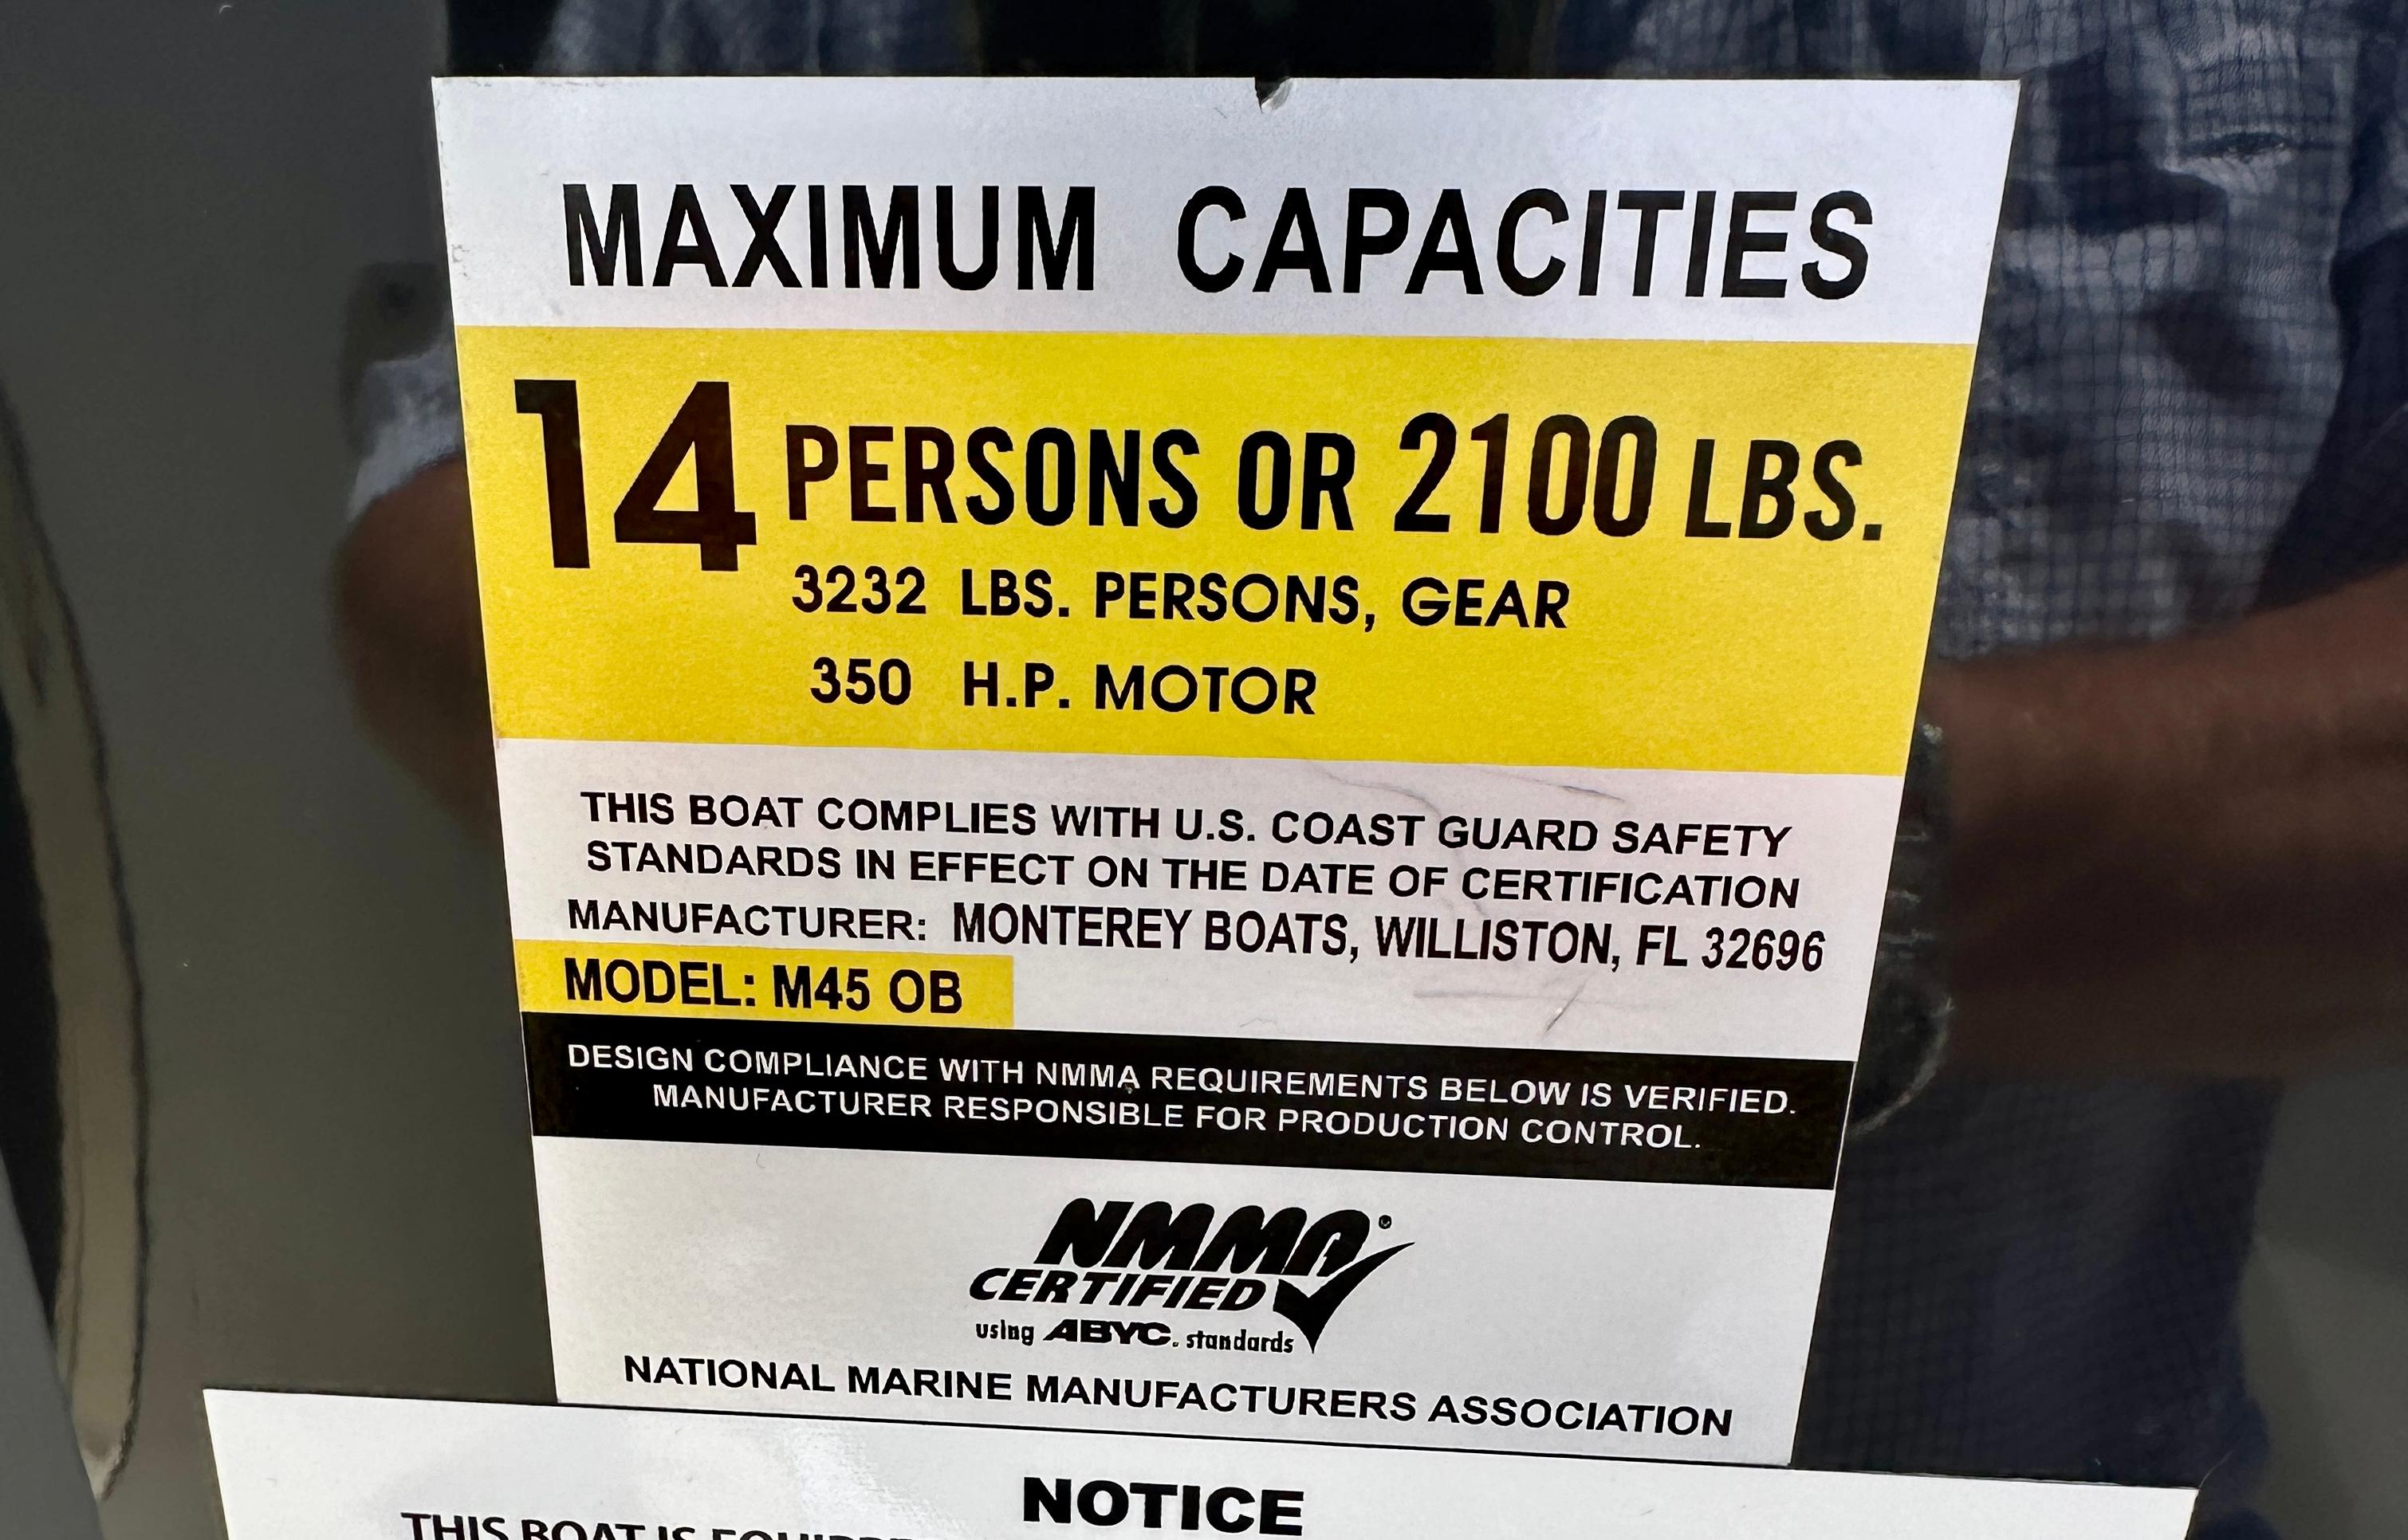 MAXIMUM CAPACITIES
14 PERSONS OR 2100 LBS.
3232 LBS. PERSONS, GEAR
350 H.P. MOTOR
THIS BOAT COMPLIES WITH U.S. COAST GUARD SAFETY
STANDARDS IN EFFECT ON THE DATE OF CERTIFICATION
MANUFACTURER: MONTEREY BOATS, WILLISTON, FL 32696
MODEL: M45 OB
DESIGN COMPLIANCE WITH NMMA REQUIREMENTS BELOW IS VERIFIED.
MANUFACTURER RESPONSIBLE FOR PRODUCTION CONTROL.
NMMA®
CERTIFIED
using ABYC. standards
NATIONAL MARINE MANUFACTURERS ASSOCIATION
NOTICE
THIS BOAT IS